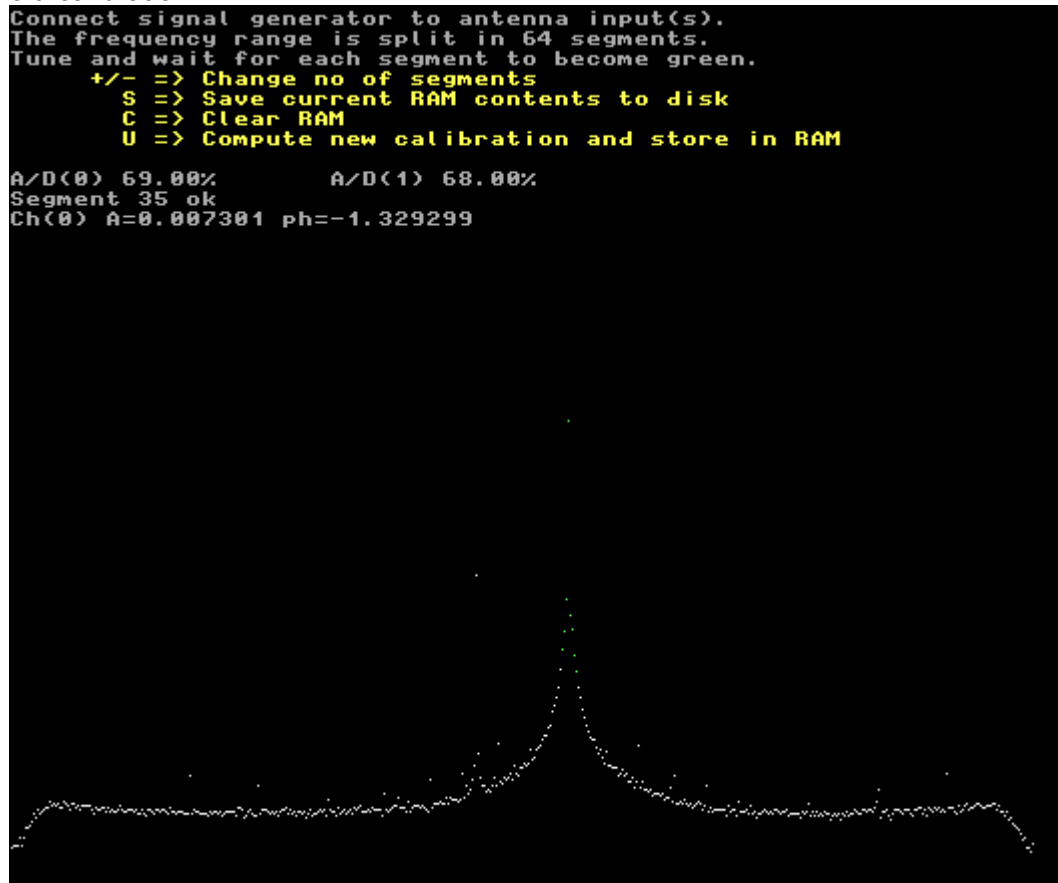 Connect signal generator to antenna input(s).
The frequency range is split in 64 segments.
Tune and wait for each segment to become green.
+/- => Change no of segments
S => Save current RAM contents to disk
C => Clear RAM
U => Compute new calibration and store in RAM
A/D(0) 69.00% A/D(1) 68.00%
Segment 35 ok
Ch(0) A=0.007301 ph=-1.329299